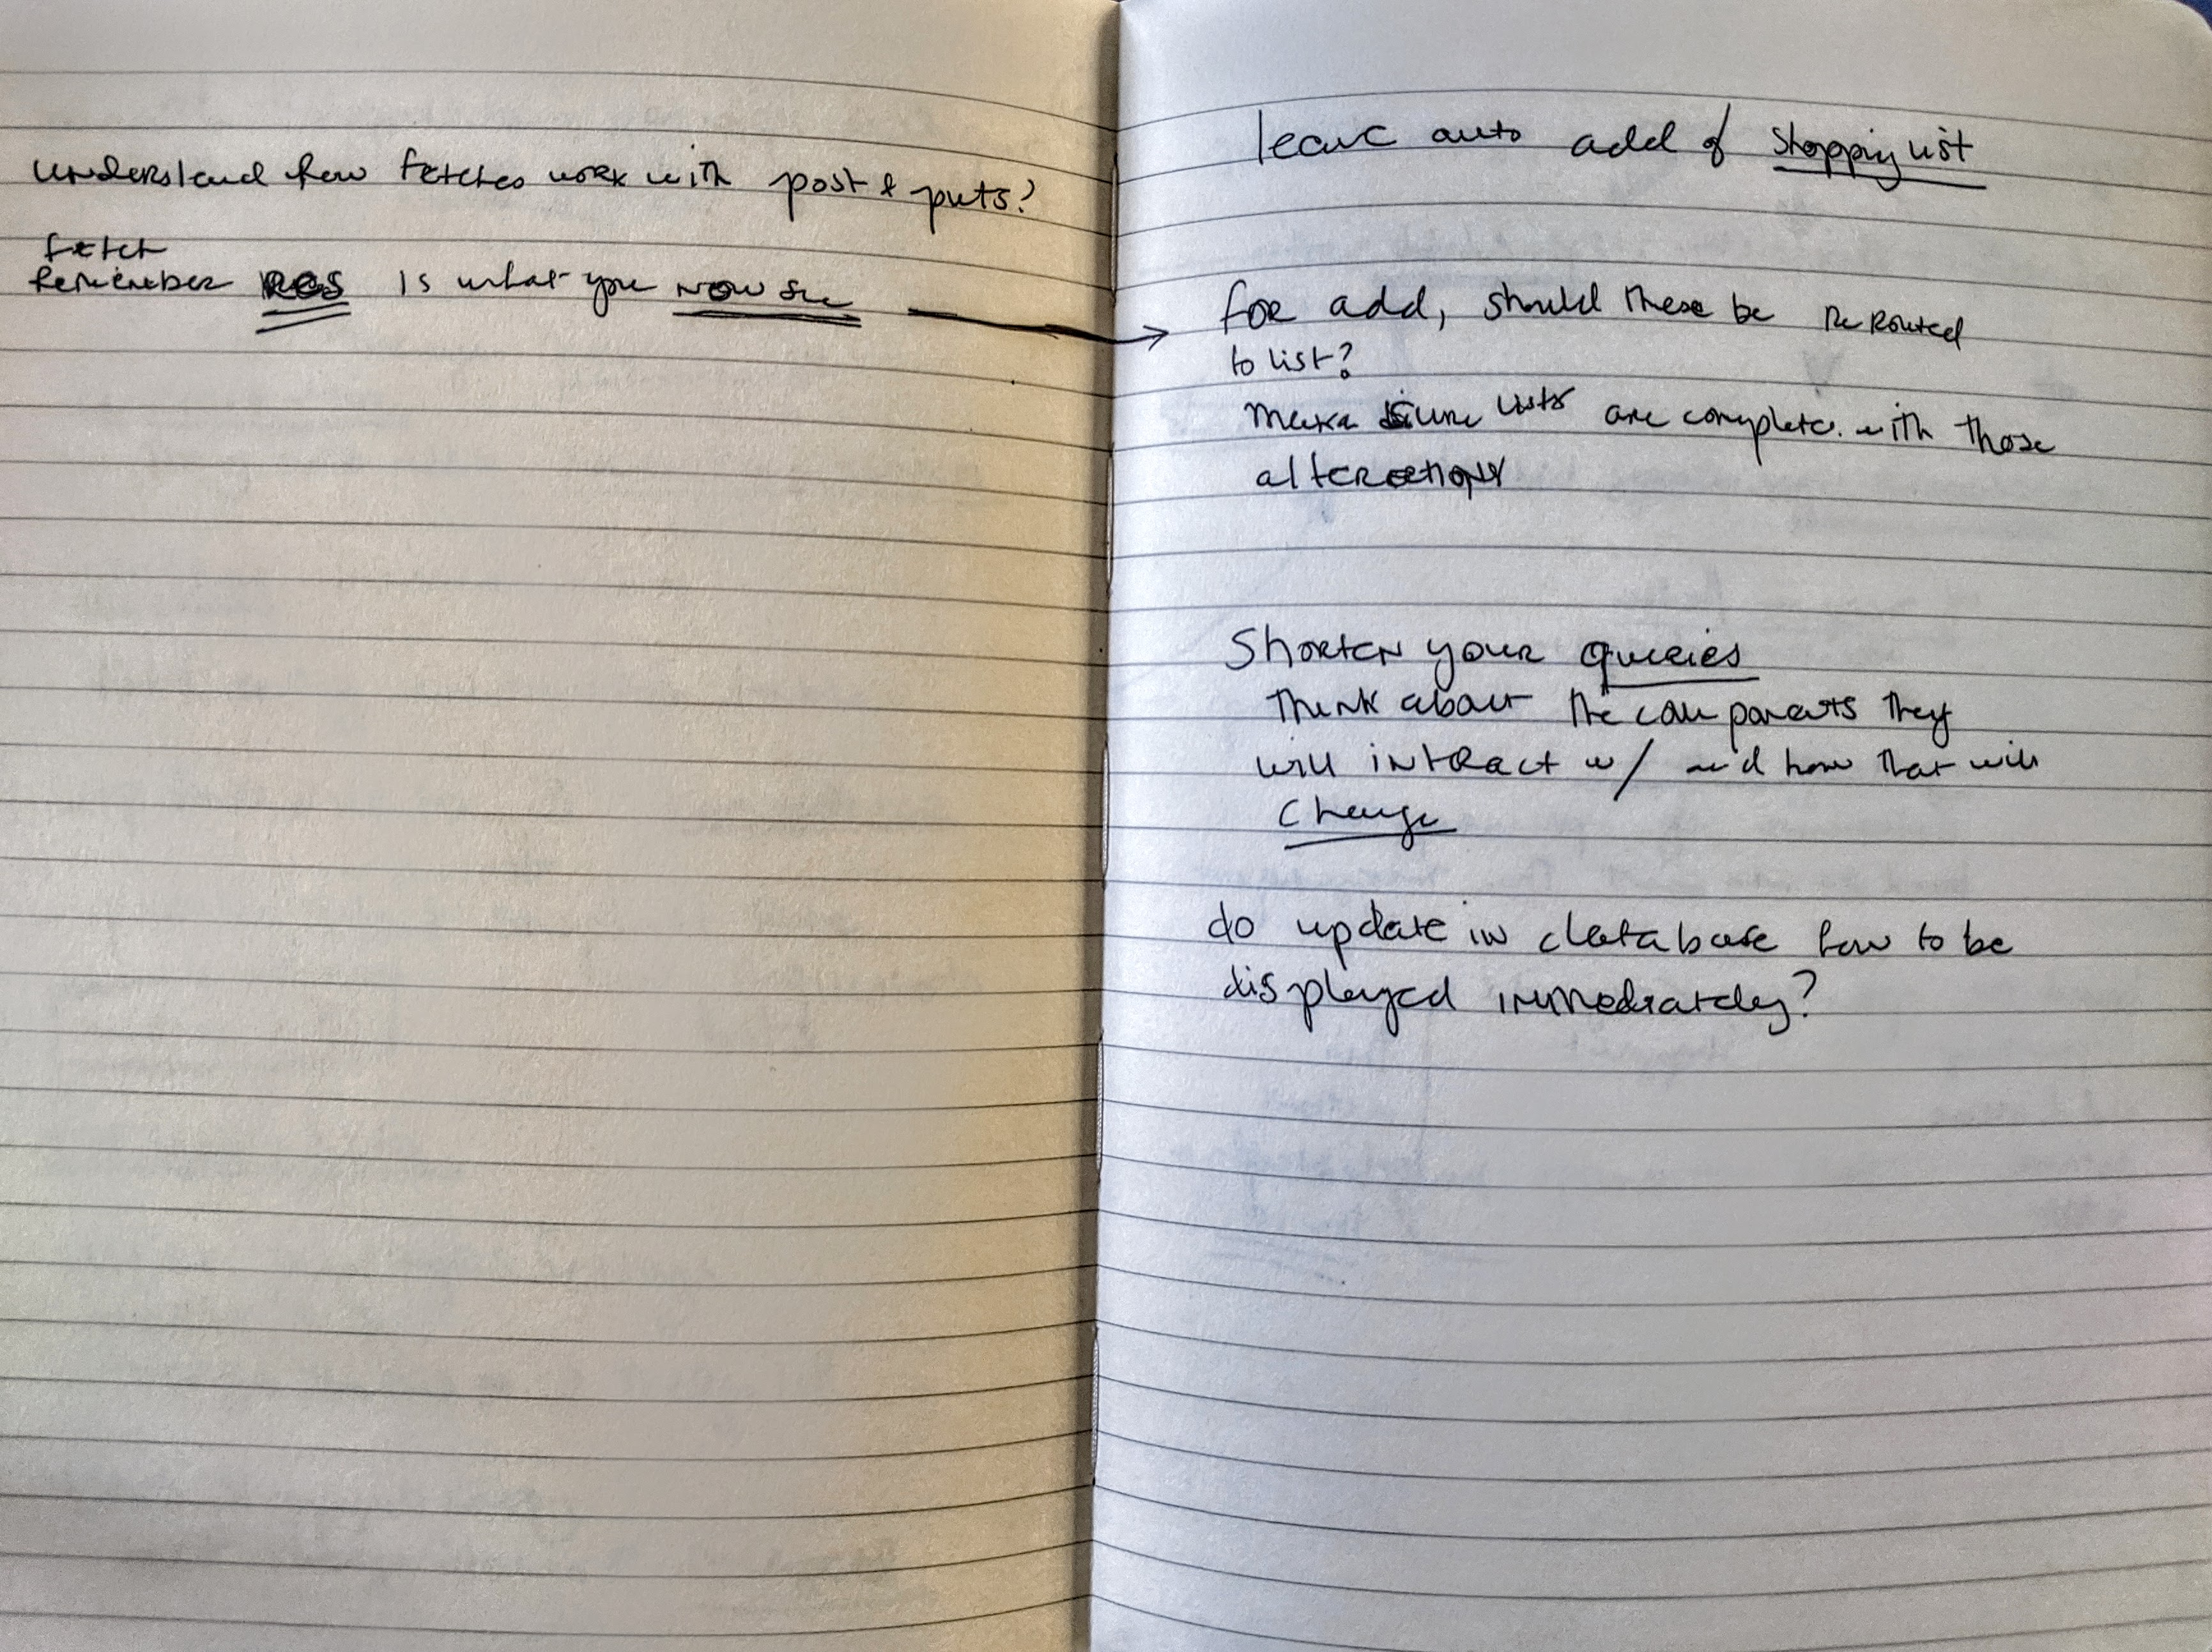 understand how fetches work with post & puts?
fetch
Remember res is what you now see
leave auto add of shopping list
for add, should these be rerouted
to list?
make sure lists are complete with those
alterations
Shorten your queries
Think about the components they
will interact w/ and how that will
change
do update in database how to be
displayed immediately?